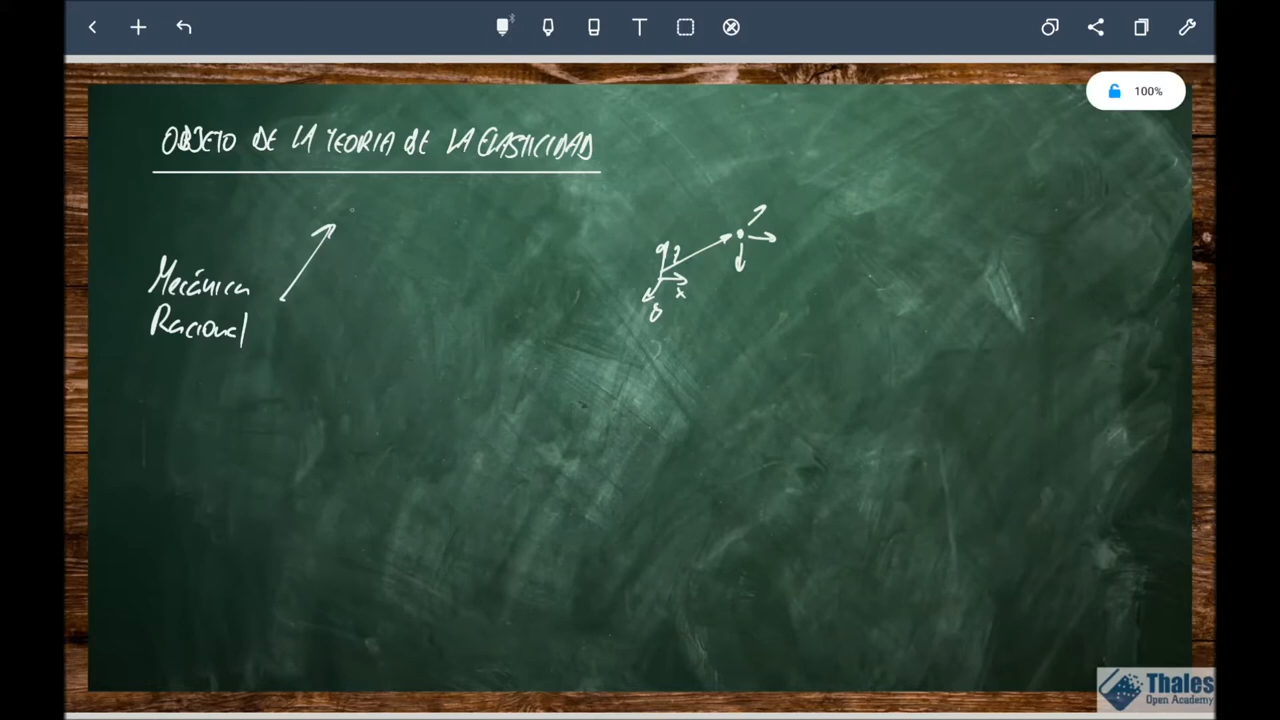 100%
OBJETO DE LA TEORIA DE LA ELASTICIDAD
Mecánica
Racional
x
Thales
Open Academy